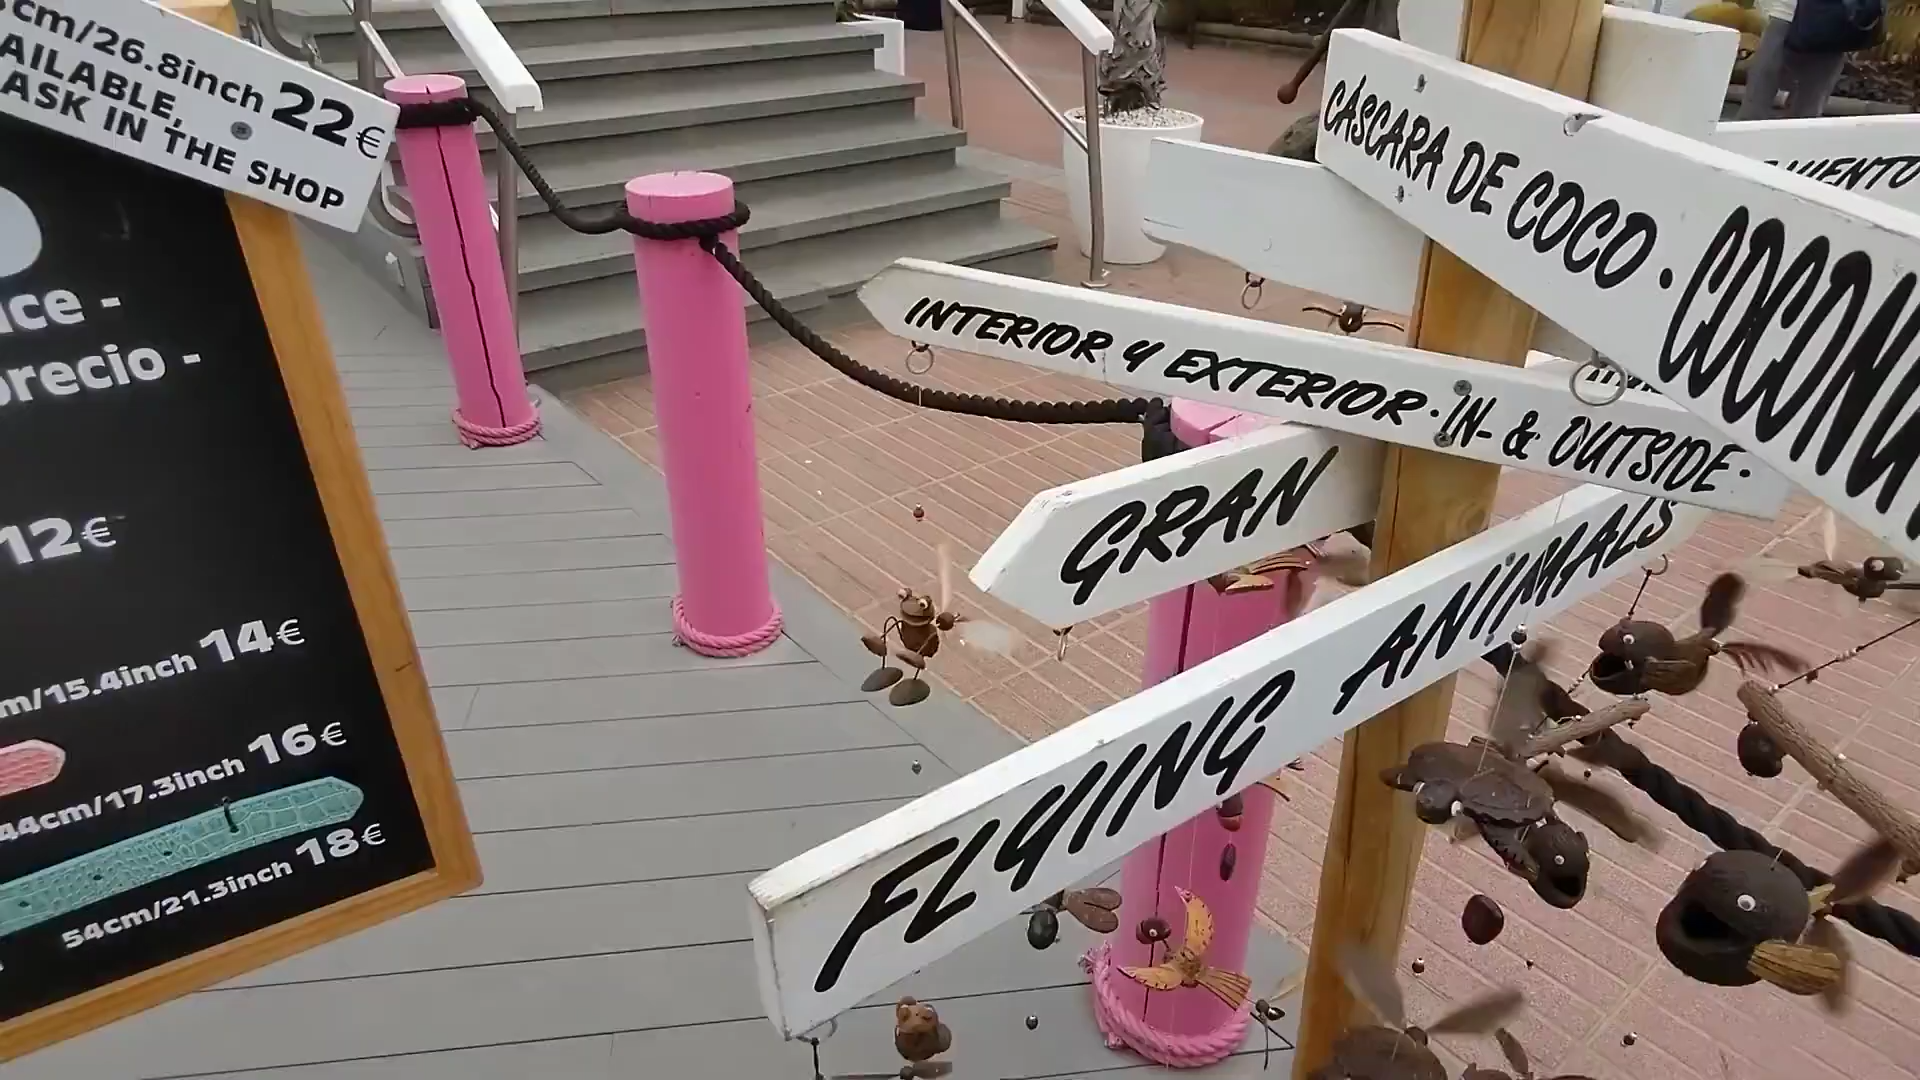 cm/26.8inch 22€
AILABLE,
ASK IN THE SHOP
ice -
precio -
12€
m/15.4inch 14€
44cm/17.3inch 16€
54cm/21.3inch 18€
CÁSCARA DE COCO · COCONU
INTERIOR Y EXTERIOR · IN- & OUTSIDE ·
GRAN
FLYING ANIMALS